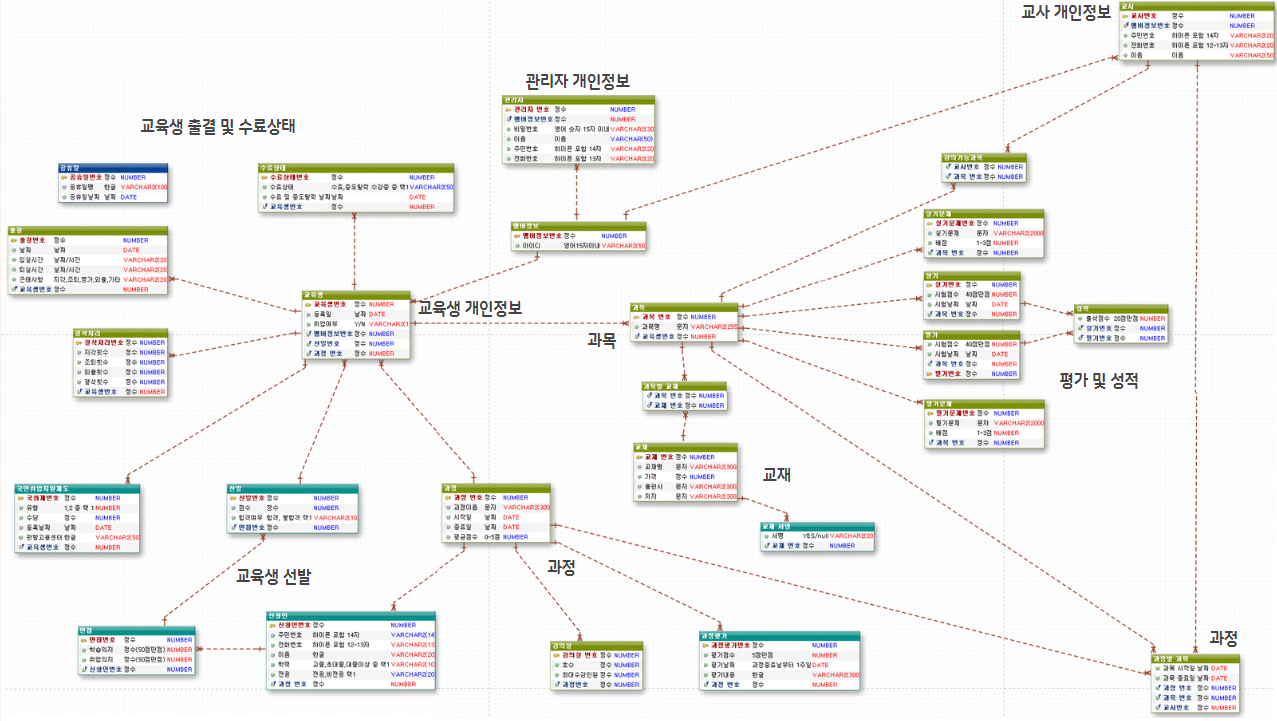 교사 개인정보
교사
교사번호 정수 NUMBER
멤버정보번호 정수 NUMBER
주민번호 하이픈 포함 14자 VARCHAR2(20
전화번호 하이픈 포함 12~13자 VARCHAR2(20
이름 이름 VARCHAR2(50
관리자 개인정보
관리자
관리자 번호 정수 NUMBER
멤버정보번호 정수 NUMBER
비밀번호 영어 숫자 15자 이내 VARCHAR2(30
이름 이름 VARCHAR(50)
주민번호 하이픈 포함 14자 VARCHAR2(20
전화번호 하이픈 포함 13자 VARCHAR2(20
교육생 출결 및 수료상태
공휴일
공휴일번호 정수 NUMBER
공휴일명 한글 VARCHAR2(100
공휴일날짜 날짜 DATE
수료상태
수료상태번호 정수 NUMBER
수료상태 수료,중도탈락 수강중 중 택1 VARCHAR2(50
수료 및 중도탈락 날짜 날짜 DATE
교육생번호 정수 NUMBER
강의가능과목
교사번호 정수 NUMBER
과목 번호 정수 NUMBER
멤버정보
멤버정보번호 정수 NUMBER
아이디 영어15자이내 VARCHAR2(50
출결
출결번호 정수 NUMBER
날짜 날짜 DATE
입실시간 날짜/시간 VARCHAR2(20
퇴실시간 날짜/시간 VARCHAR2(20
근태사항 지각,조퇴,병가,외출,기타 VARCHAR2(20
교육생번호 정수 NUMBER
실기문제
실기문제번호 정수 NUMBER
실기문제 문자 VARCHAR2(2000
배점 1~3점 NUMBER
과목 번호 정수 NUMBER
교육생
교육생번호 정수 NUMBER
등록일 날짜 DATE
취업여부 Y/N VARCHAR2(1
멤버정보번호 정수 NUMBER
선발번호 정수 NUMBER
과정 번호 정수 NUMBER
교육생 개인정보
과목
과목 번호 정수 NUMBER
과목명 문자 VARCHAR2(255
교육생번호 정수 NUMBER
과목
실기
실기번호 정수 NUMBER
시험점수 40점만점 NUMBER
시험날짜 날짜 DATE
과목 번호 정수 NUMBER
성적
출석점수 20점만점 NUMBER
실기번호 정수 NUMBER
필기번호 정수 NUMBER
필기
시험점수 40점만점 NUMBER
시험날짜 날짜 DATE
과목 번호 정수 NUMBER
필기번호 정수 NUMBER
평가 및 성적
결석처리
결석처리번호 정수 NUMBER
지각횟수 정수 NUMBER
조퇴횟수 정수 NUMBER
외출횟수 정수 NUMBER
결석횟수 정수 NUMBER
교육생번호 정수 NUMBER
과목별 교재
과목 번호 정수 NUMBER
교재 번호 정수 NUMBER
필기문제
필기문제번호 정수 NUMBER
필기문제 문자 VARCHAR2(2000
배점 1~3점 NUMBER
과목 번호 정수 NUMBER
교재
교재 번호 정수 NUMBER
교재명 문자 VARCHAR2(300
가격 정수 NUMBER
출판사 문자 VARCHAR2(300
저자 문자 VARCHAR2(300
교재
교재 서명
서명 YES/null VARCHAR2(20
교재 번호 정수 NUMBER
국민취업지원제도
국취제번호 정수 NUMBER
유형 1,2 중 택 1 NUMBER
수당 정수 NUMBER
등록날짜 날짜 DATE
관할고용센터 한글 VARCHAR2(50
교육생번호 정수 NUMBER
선발
선발번호 정수 NUMBER
점수 정수 NUMBER
합격여부 합격, 불합격 택1 VARCHAR2(10
면접번호 정수 NUMBER
과정
과정 번호 정수 NUMBER
과정이름 문자 VARCHAR2(300
시작일 날짜 DATE
종료일 날짜 DATE
평균점수 0~5점 NUMBER
과정
교육생 선발
면접
면접번호 정수 NUMBER
학습의지 정수(50점만점) NUMBER
취업의지 정수(50점만점) NUMBER
신청인번호 정수 NUMBER
신청인
신청인번호 정수 NUMBER
주민번호 하이픈 포함 14자 VARCHAR2(14
전화번호 하이픈 포함 12~13자 VARCHAR2(13
이름 한글 VARCHAR2(20
학력 고졸,초대졸,대졸이상 중 택1 VARCHAR2(10
전공 전공,비전공 택1 VARCHAR2(20
과정 번호 정수 NUMBER
강의실
강의실 번호 정수 NUMBER
호수 정수 NUMBER
최대수강인원 정수 NUMBER
과정번호 정수 NUMBER
과정평가
과정평가번호 정수 NUMBER
평가점수 5점만점 NUMBER
평가날짜 과정종료날부터 1주일 DATE
평가내용 한글 VARCHAR2(300
과정 번호 정수 NUMBER
과정
과정별 과목
과목 시작일 날짜 DATE
과목 종료일 날짜 DATE
과정 번호 정수 NUMBER
과목 번호 정수 NUMBER
교사번호 정수 NUMBER